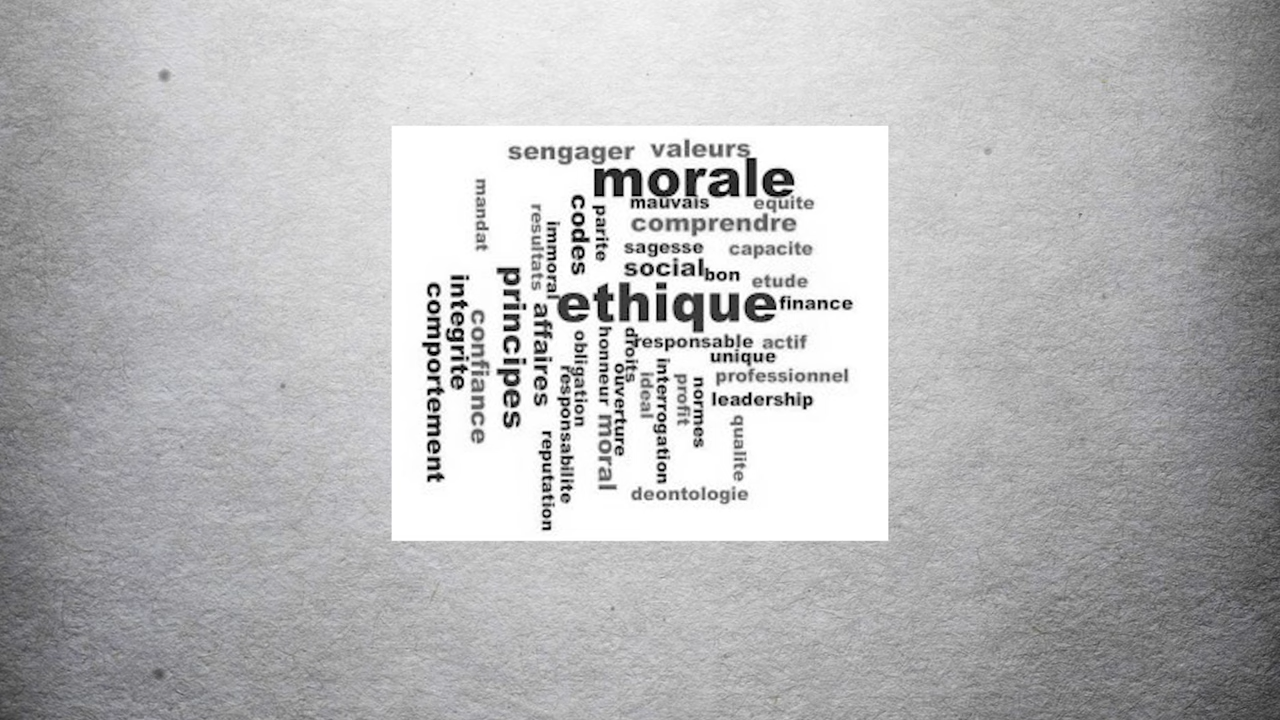 sengager valeurs
morale
mauvais equite
comprendre
sagesse capacite
social bon
etude
ethique finance
responsable actif
unique
professionnel
leadership
deontologie
mandat
comportement
integrite
confiance
principes
resultats
affaires
immoral
reputation
codes
responsabilite
obligation
parite
honneur
moral
ouverture
droits
ideal
interrogation
profit
normes
qualite